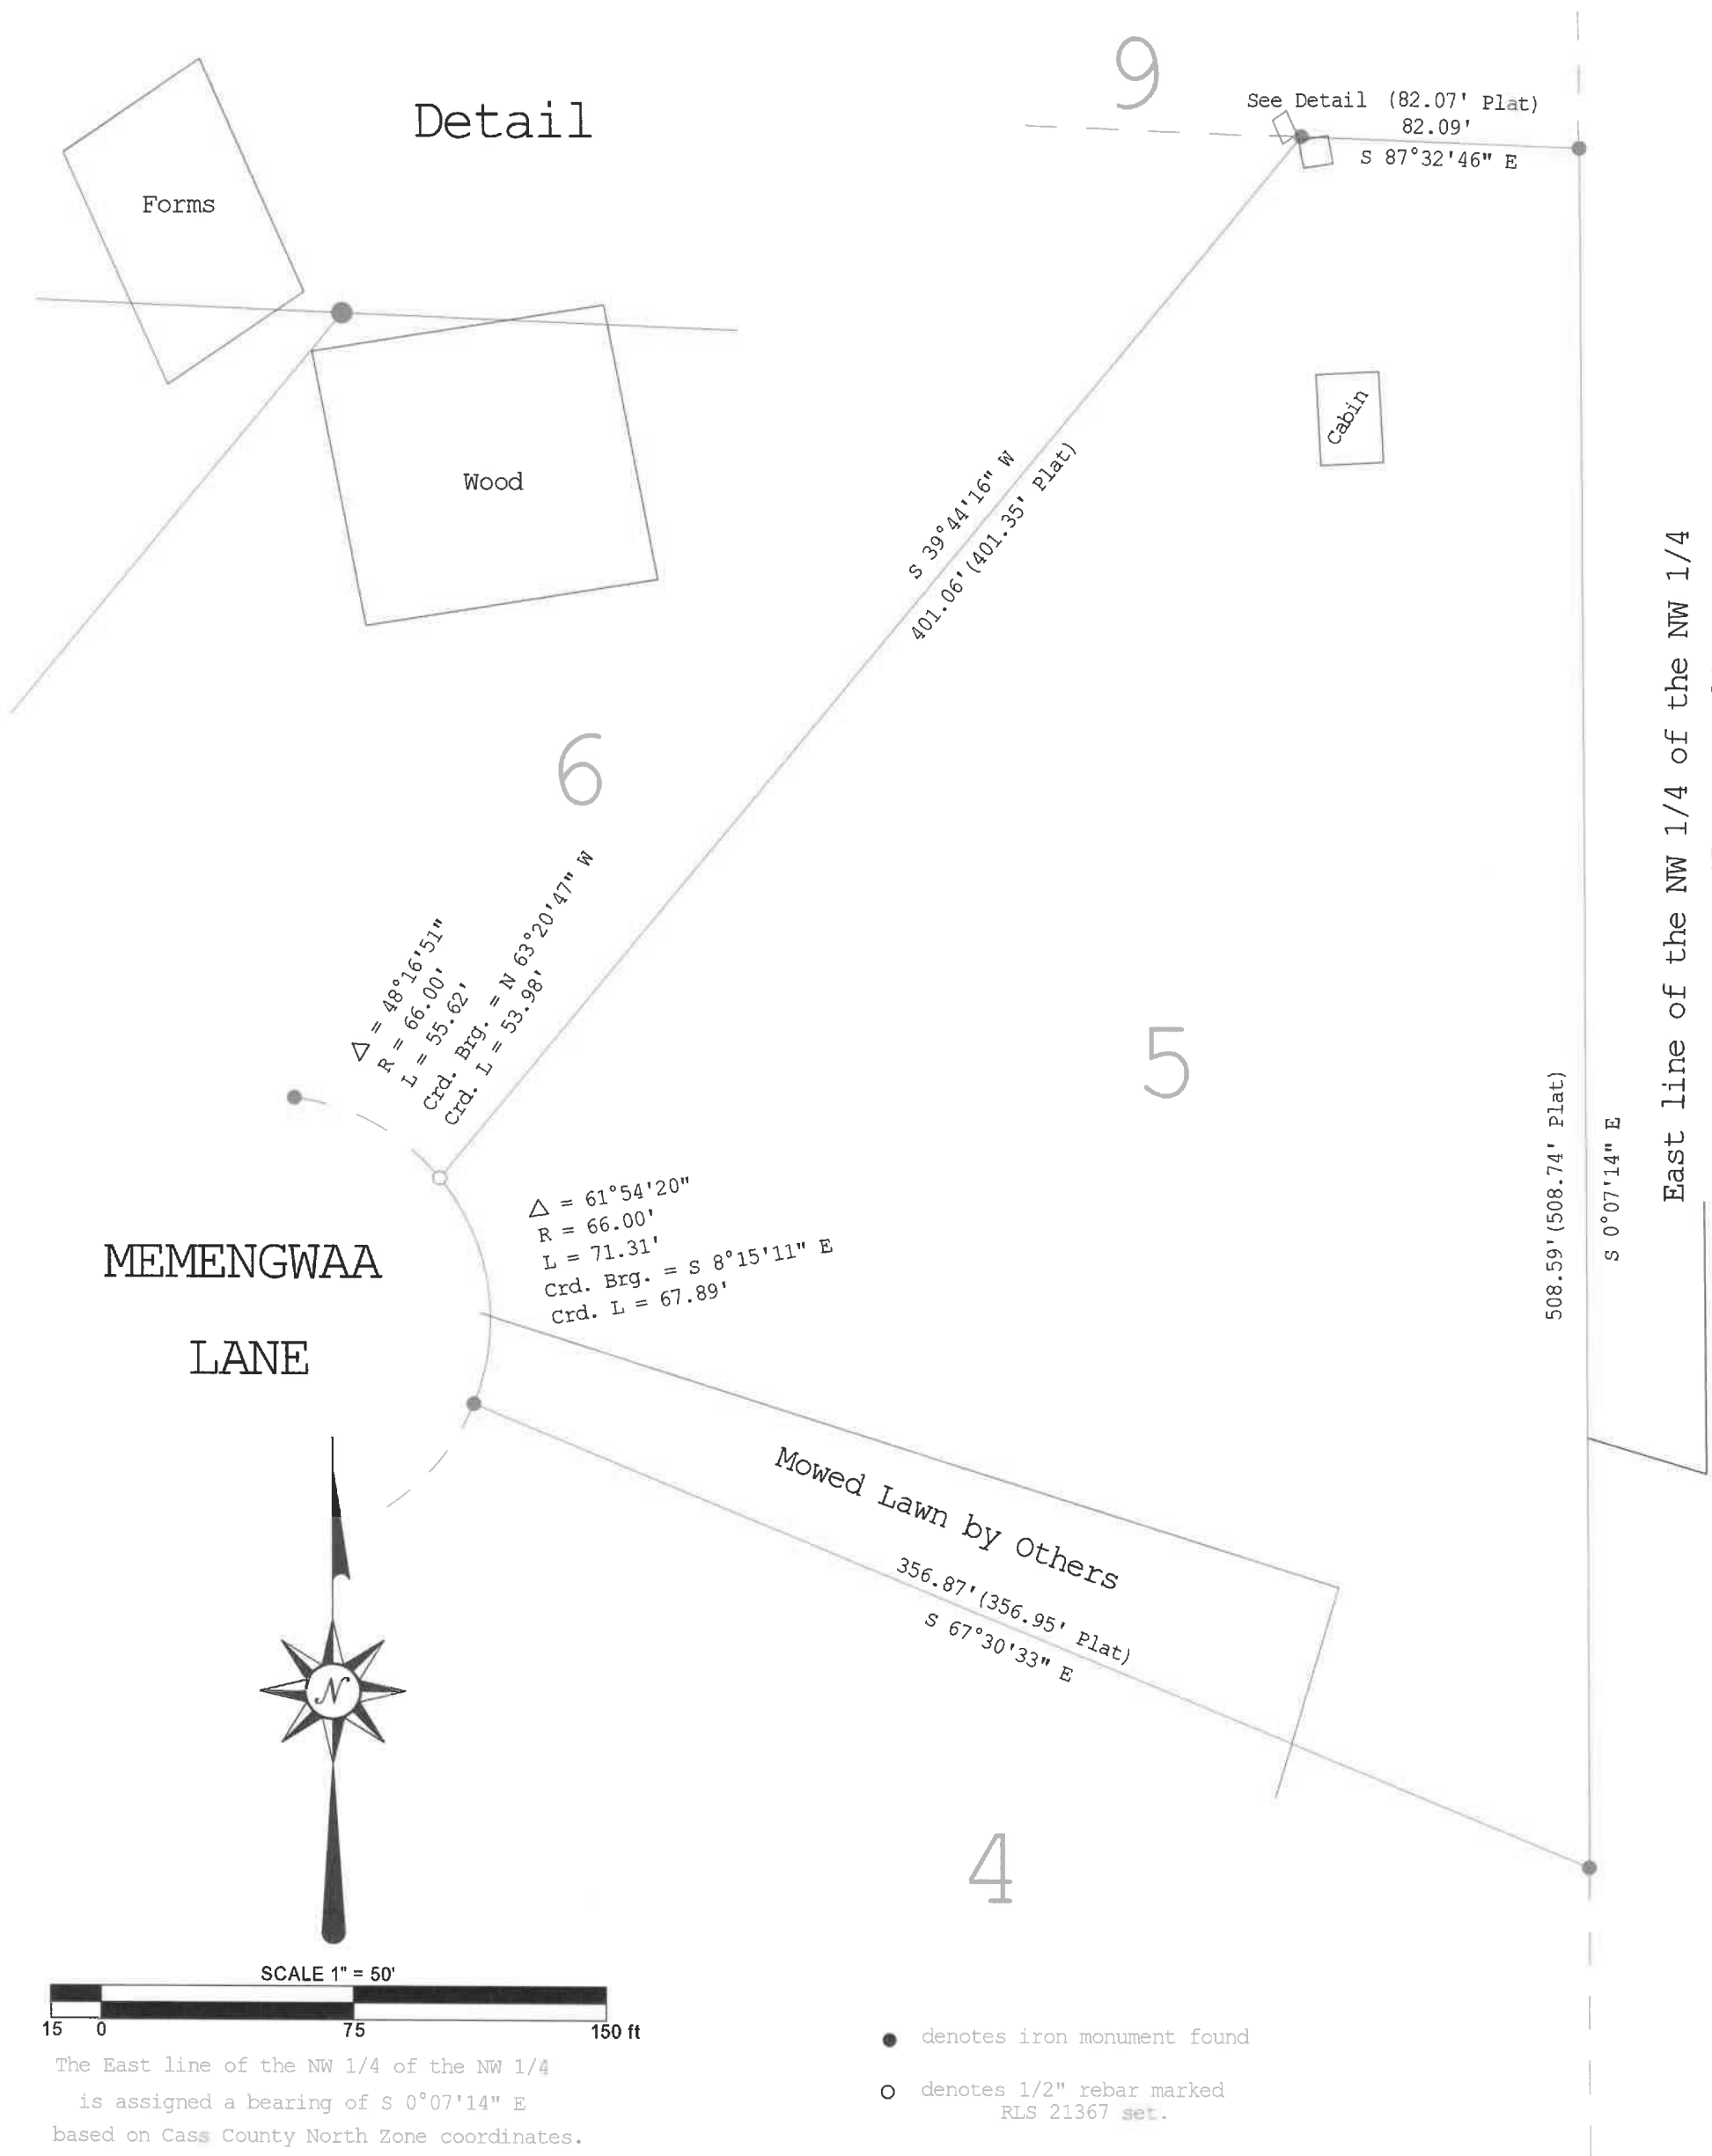 Detail
Forms
Wood
9
See Detail (82.07' Plat)
82.09'
S 87°32'46" E
Cabin
S 39°44'16" W
401.06'(401.35' Plat)
East line of the NW 1/4 of the NW 1/4
6
Δ = 48°16'51"
R = 66.00'
L = 55.62'
Crd. Brg. = N 63°20'47" W
Crd. L = 53.98'
5
508.59'(508.74' Plat)
S 0°07'14" E
Δ = 61°54'20"
R = 66.00'
L = 71.31'
Crd. Brg. = S 8°15'11" E
Crd. L = 67.89'
MEMENGWAA
LANE
Mowed Lawn by Others
356.87'(356.95' Plat)
S 67°30'33" E
N
4
SCALE 1" = 50'
15 0 75 150 ft
The East line of the NW 1/4 of the NW 1/4
is assigned a bearing of S 0°07'14" E
based on Cass County North Zone coordinates.
denotes iron monument found
denotes 1/2" rebar marked
RLS 21367 set.